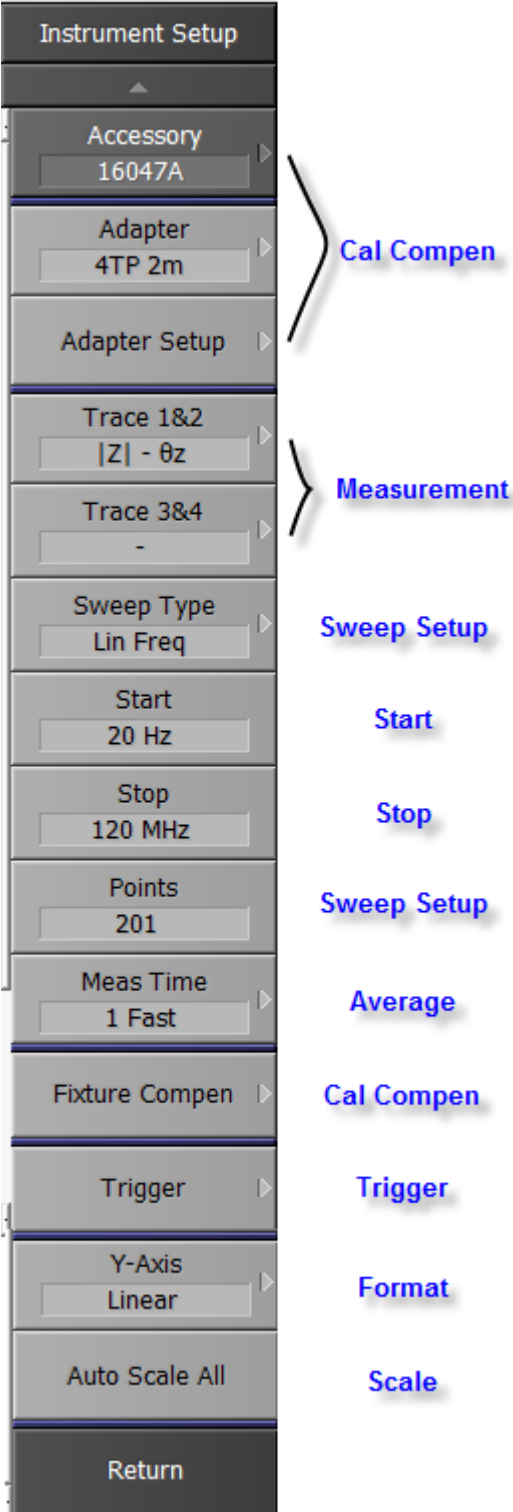 Instrument Setup
Accessory
16047A
Adapter
4TP 2m
Cal Compen
Adapter Setup
Trace 1&2
|Z| - θz
Measurement
Trace 3&4
-
Sweep Type
Lin Freq
Sweep Setup
Start
20 Hz
Start
Stop
120 MHz
Stop
Points
201
Sweep Setup
Meas Time
1 Fast
Average
Fixture Compen
Cal Compen
Trigger
Trigger
Y-Axis
Linear
Format
Auto Scale All
Scale
Return